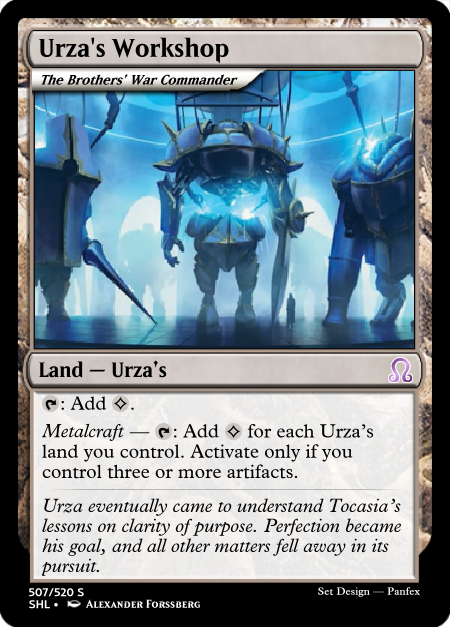 Urza's Workshop
The Brothers' War Commander
Land — Urza's
: Add .
Metalcraft — : Add  for each Urza's
land you control. Activate only if you
control three or more artifacts.
Urza eventually came to understand Tocasia's
lessons on clarity of purpose. Perfection became
his goal, and all other matters fell away in its
pursuit.
507/520 S
Set Design — Panfex
SHL • Alexander Forssberg